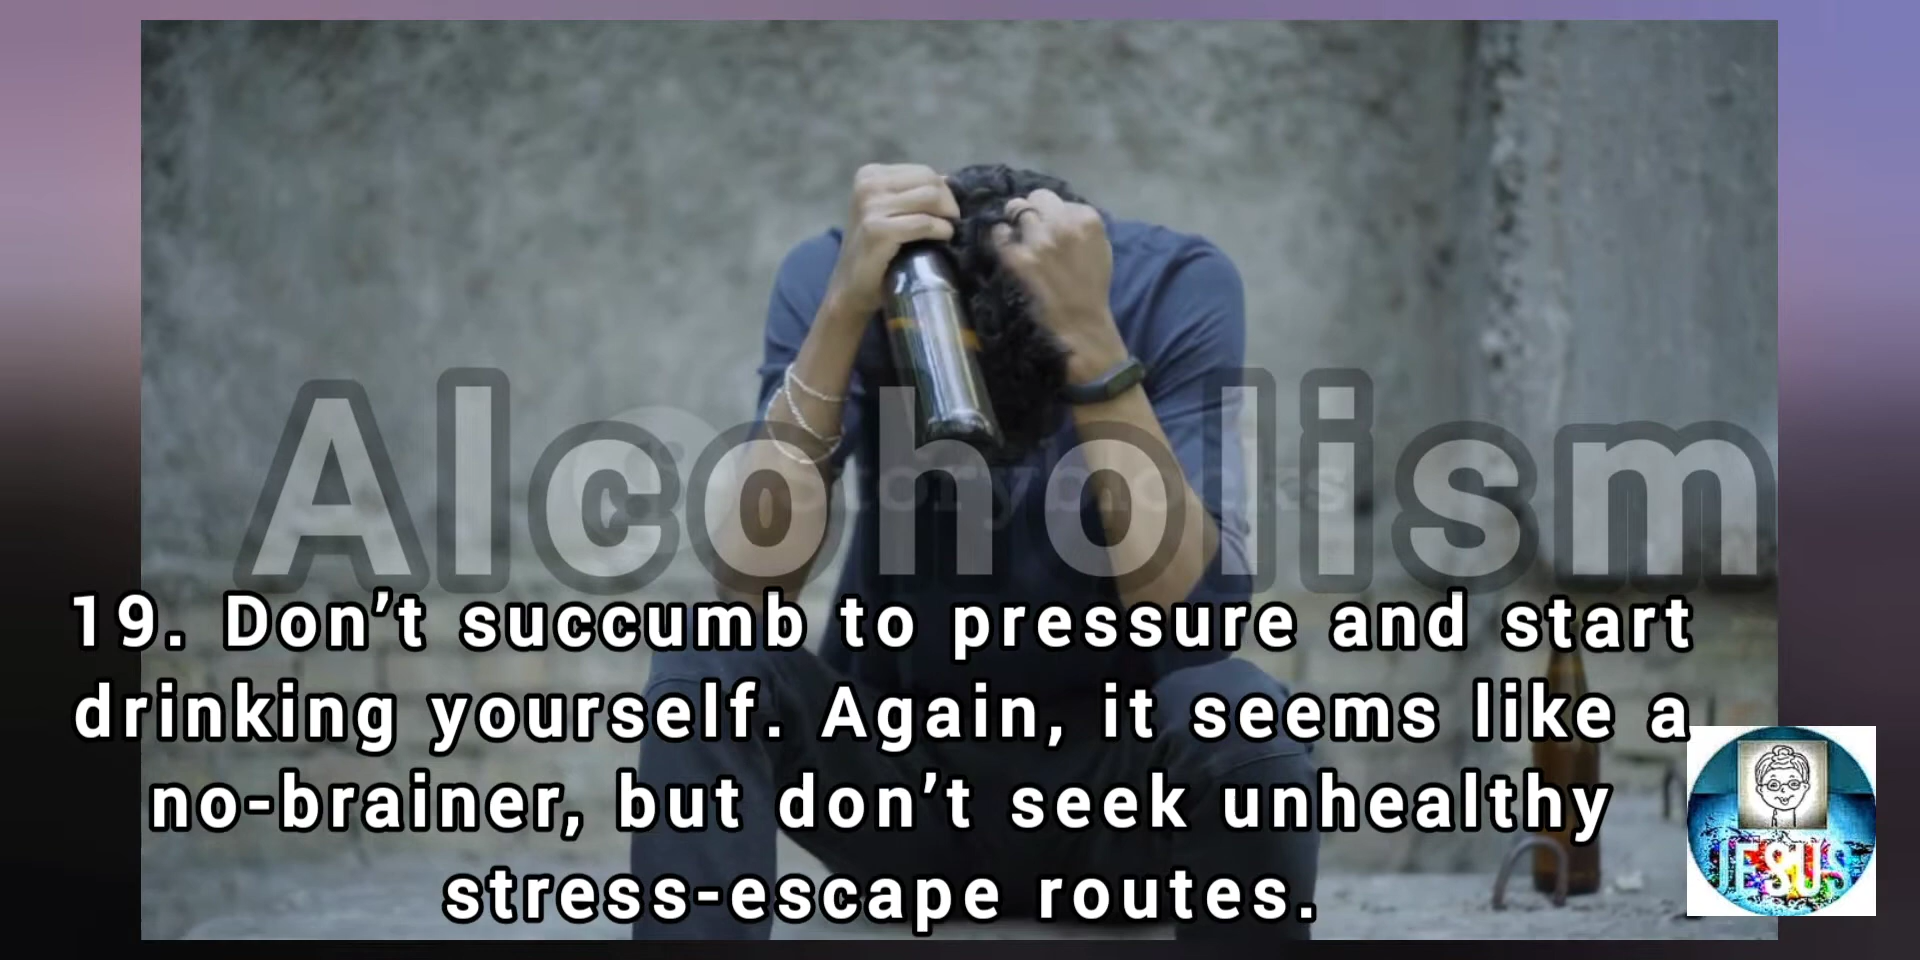 Alcoholism
storyblocks
19. Don’t succumb to pressure and start
drinking yourself. Again, it seems like a
no-brainer, but don’t seek unhealthy
stress-escape routes.
JESUS